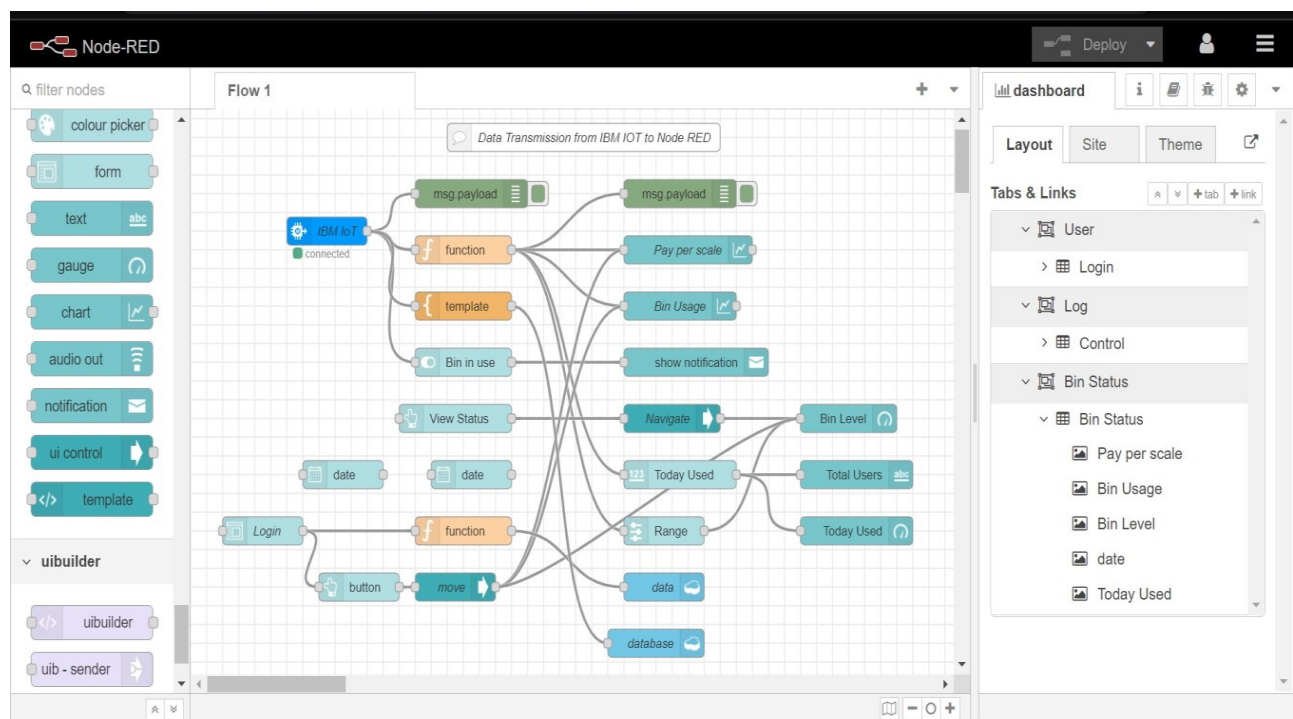 Node-RED
Deploy
filter nodes
colour picker
form
text
abc
gauge
chart
audio out
notification
ui control
template
uibuilder
uibuilder
uib - sender
Flow 1
Data Transmission from IBM IOT to Node RED
msg.payload
msg.payload
IBM IoT
connected
function
Pay per scale
template
Bin Usage
Bin in use
show notification
View Status
Navigate
Bin Level
date
date
123
Today Used
Total Users
abc
Login
function
Range
Today Used
button
move
data
database
dashboard
i
Layout
Site
Theme
Tabs & Links
+ tab
+ link
User
Login
Log
Control
Bin Status
Bin Status
Pay per scale
Bin Usage
Bin Level
date
Today Used